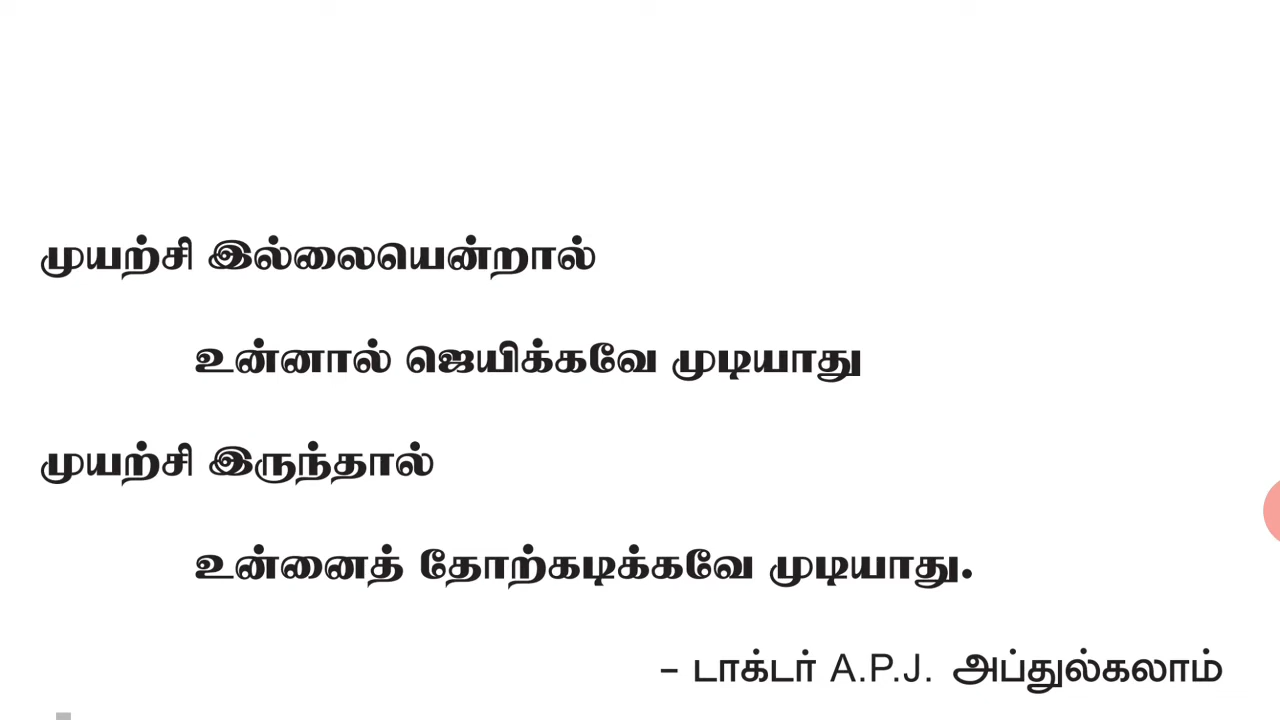 முயற்சி இல்லையென்றால்
உன்னால் ஜெயிக்கவே முடியாது
முயற்சி இருந்தால்
உன்னைத் தோற்கடிக்கவே முடியாது.
– டாக்டர் A.P.J. அப்துல்கலாம்